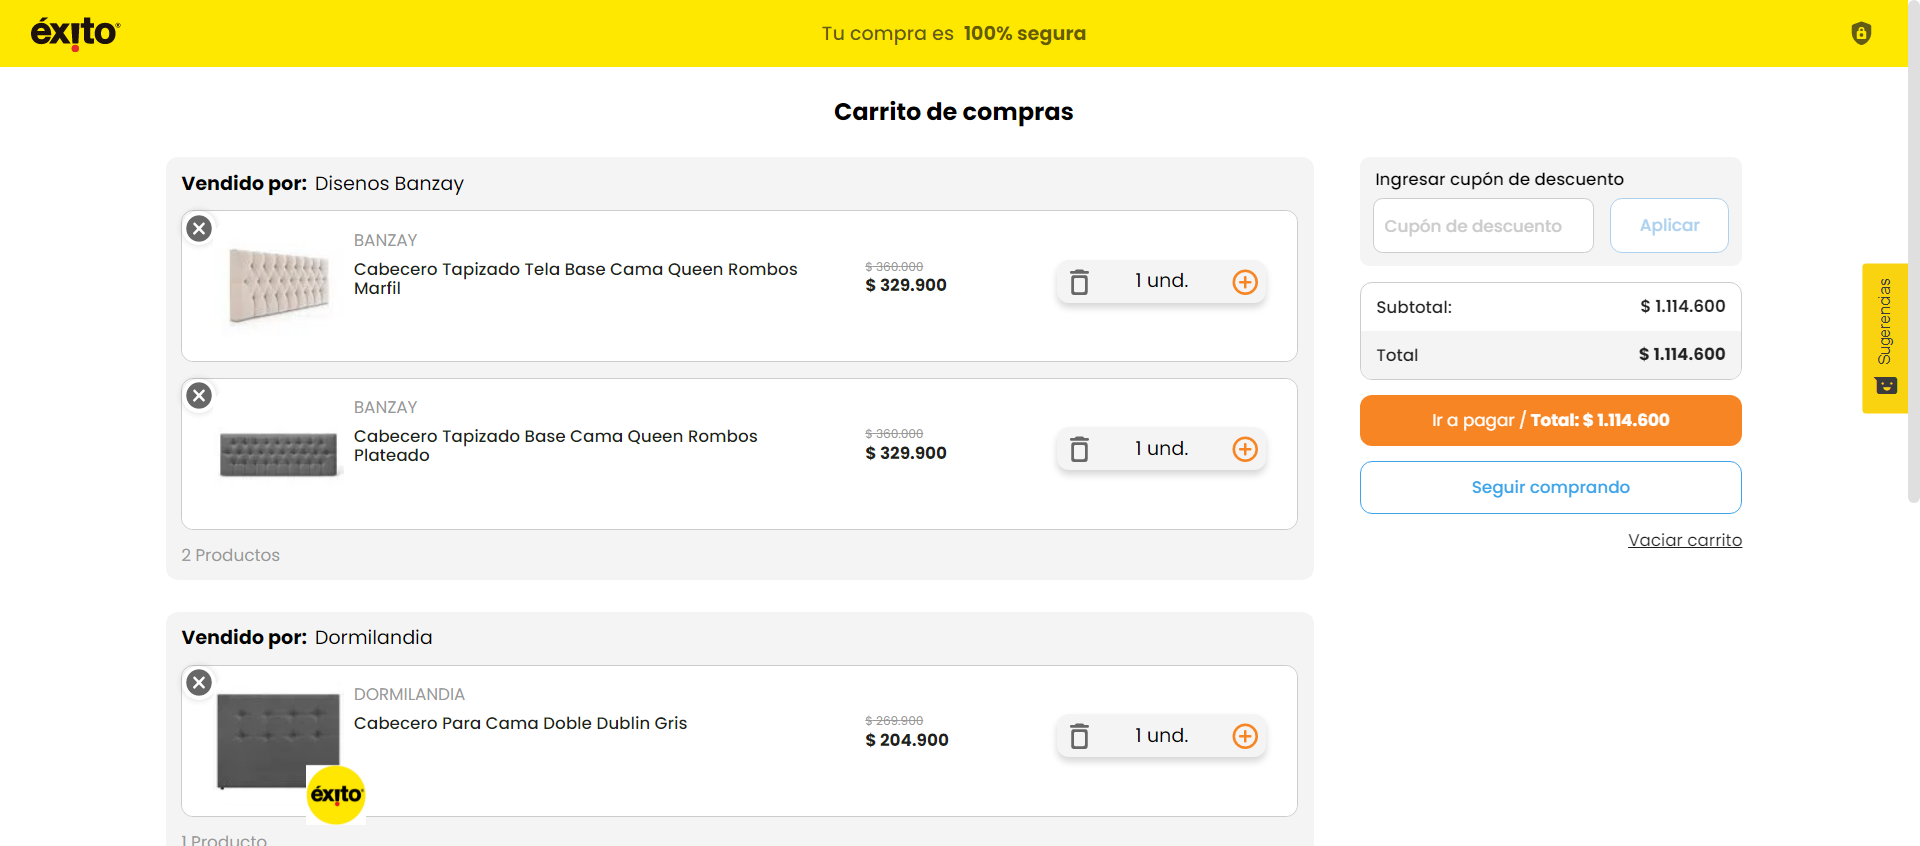 éxito
Tu compra es 100% segura
Carrito de compras
Vendido por: Disenos Banzay
BANZAY
Cabecero Tapizado Tela Base Cama Queen Rombos
Marfil
$ 360.000
$ 329.900
1 und.
BANZAY
Cabecero Tapizado Base Cama Queen Rombos
Plateado
$ 360.000
$ 329.900
1 und.
2 Productos
Vendido por: Dormilandia
DORMILANDIA
Cabecero Para Cama Doble Dublin Gris
$ 269.900
$ 204.900
1 und.
éxito
1 Producto
Ingresar cupón de descuento
Cupón de descuento
Aplicar
Subtotal: $ 1.114.600
Total $ 1.114.600
Ir a pagar / Total: $ 1.114.600
Seguir comprando
Vaciar carrito
Sugerencias